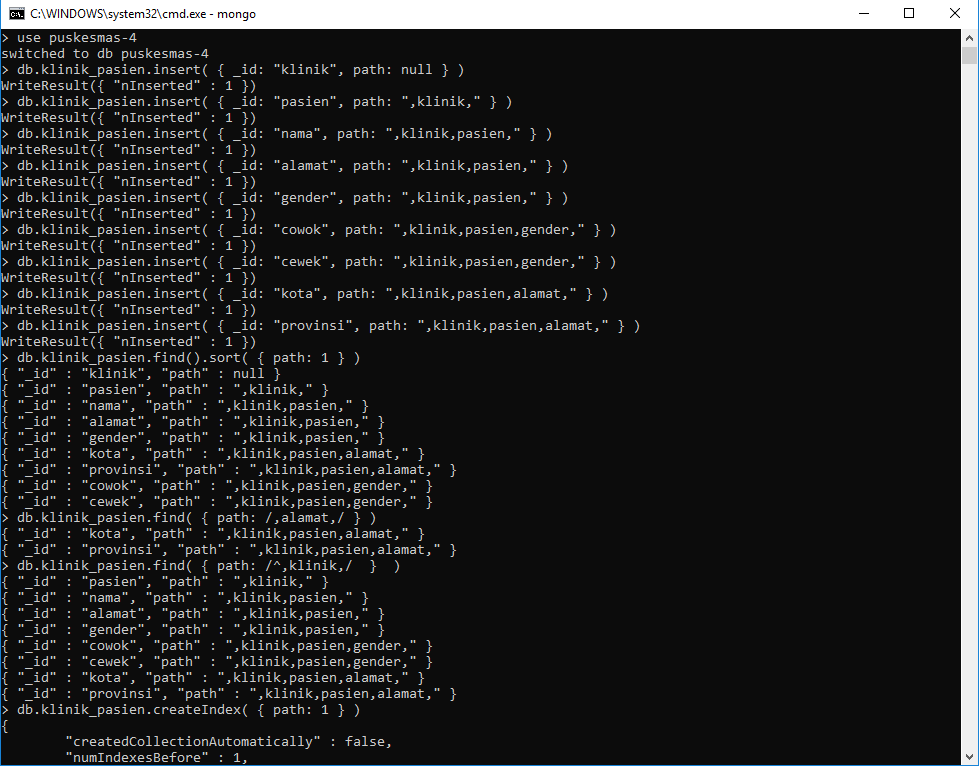 C:\WINDOWS\system32\cmd.exe - mongo
> use puskesmas-4
switched to db puskesmas-4
> db.klinik_pasien.insert( { _id: "klinik", path: null } )
WriteResult({ "nInserted" : 1 })
> db.klinik_pasien.insert( { _id: "pasien", path: ",klinik," } )
WriteResult({ "nInserted" : 1 })
> db.klinik_pasien.insert( { _id: "nama", path: ",klinik,pasien," } )
WriteResult({ "nInserted" : 1 })
> db.klinik_pasien.insert( { _id: "alamat", path: ",klinik,pasien," } )
WriteResult({ "nInserted" : 1 })
> db.klinik_pasien.insert( { _id: "gender", path: ",klinik,pasien," } )
WriteResult({ "nInserted" : 1 })
> db.klinik_pasien.insert( { _id: "cowok", path: ",klinik,pasien,gender," } )
WriteResult({ "nInserted" : 1 })
> db.klinik_pasien.insert( { _id: "cewek", path: ",klinik,pasien,gender," } )
WriteResult({ "nInserted" : 1 })
> db.klinik_pasien.insert( { _id: "kota", path: ",klinik,pasien,alamat," } )
WriteResult({ "nInserted" : 1 })
> db.klinik_pasien.insert( { _id: "provinsi", path: ",klinik,pasien,alamat," } )
WriteResult({ "nInserted" : 1 })
> db.klinik_pasien.find().sort( { path: 1 } )
{ "_id" : "klinik", "path" : null }
{ "_id" : "pasien", "path" : ",klinik," }
{ "_id" : "nama", "path" : ",klinik,pasien," }
{ "_id" : "alamat", "path" : ",klinik,pasien," }
{ "_id" : "gender", "path" : ",klinik,pasien," }
{ "_id" : "kota", "path" : ",klinik,pasien,alamat," }
{ "_id" : "provinsi", "path" : ",klinik,pasien,alamat," }
{ "_id" : "cowok", "path" : ",klinik,pasien,gender," }
{ "_id" : "cewek", "path" : ",klinik,pasien,gender," }
> db.klinik_pasien.find( { path: /,alamat,/ } )
{ "_id" : "kota", "path" : ",klinik,pasien,alamat," }
{ "_id" : "provinsi", "path" : ",klinik,pasien,alamat," }
> db.klinik_pasien.find( { path: /^,klinik,/  }  )
{ "_id" : "pasien", "path" : ",klinik," }
{ "_id" : "nama", "path" : ",klinik,pasien," }
{ "_id" : "alamat", "path" : ",klinik,pasien," }
{ "_id" : "gender", "path" : ",klinik,pasien," }
{ "_id" : "cowok", "path" : ",klinik,pasien,gender," }
{ "_id" : "cewek", "path" : ",klinik,pasien,gender," }
{ "_id" : "kota", "path" : ",klinik,pasien,alamat," }
{ "_id" : "provinsi", "path" : ",klinik,pasien,alamat," }
> db.klinik_pasien.createIndex( { path: 1 } )
{
        "createdCollectionAutomatically" : false,
        "numIndexesBefore" : 1,